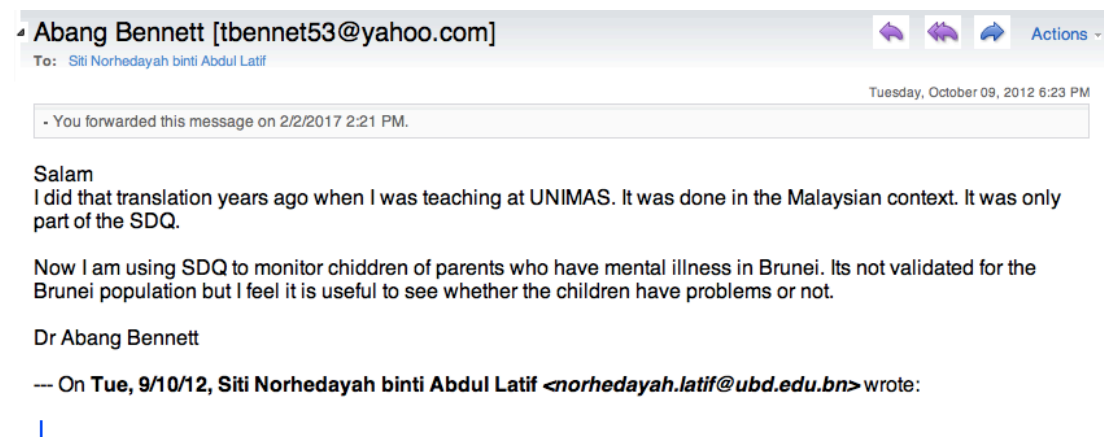 Abang Bennett [tbennet53@yahoo.com]
Actions
To: Siti Norhedayah binti Abdul Latif
Tuesday, October 09, 2012 6:23 PM
- You forwarded this message on 2/2/2017 2:21 PM.
Salam
I did that translation years ago when I was teaching at UNIMAS. It was done in the Malaysian context. It was only
part of the SDQ.
Now I am using SDQ to monitor chiddren of parents who have mental illness in Brunei. Its not validated for the
Brunei population but I feel it is useful to see whether the children have problems or not.
Dr Abang Bennett
--- On Tue, 9/10/12, Siti Norhedayah binti Abdul Latif <norhedayah.latif@ubd.edu.bn> wrote: